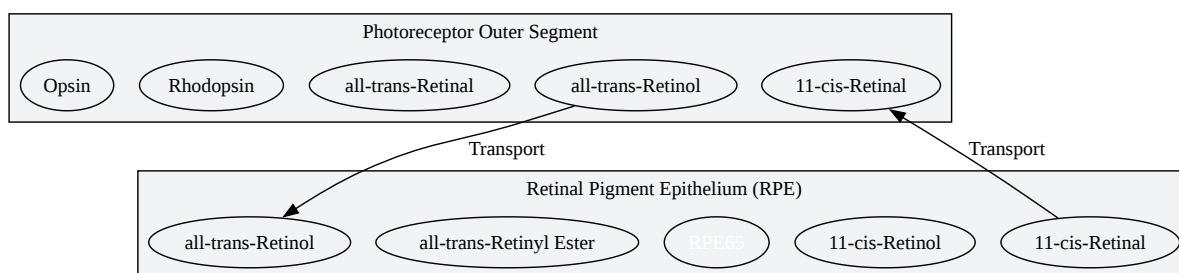 Photoreceptor Outer Segment
Opsin
Rhodopsin
all-trans-Retinal
all-trans-Retinol
11-cis-Retinal
Transport
Transport
Retinal Pigment Epithelium (RPE)
all-trans-Retinol
all-trans-Retinyl Ester
RPE65
11-cis-Retinol
11-cis-Retinal